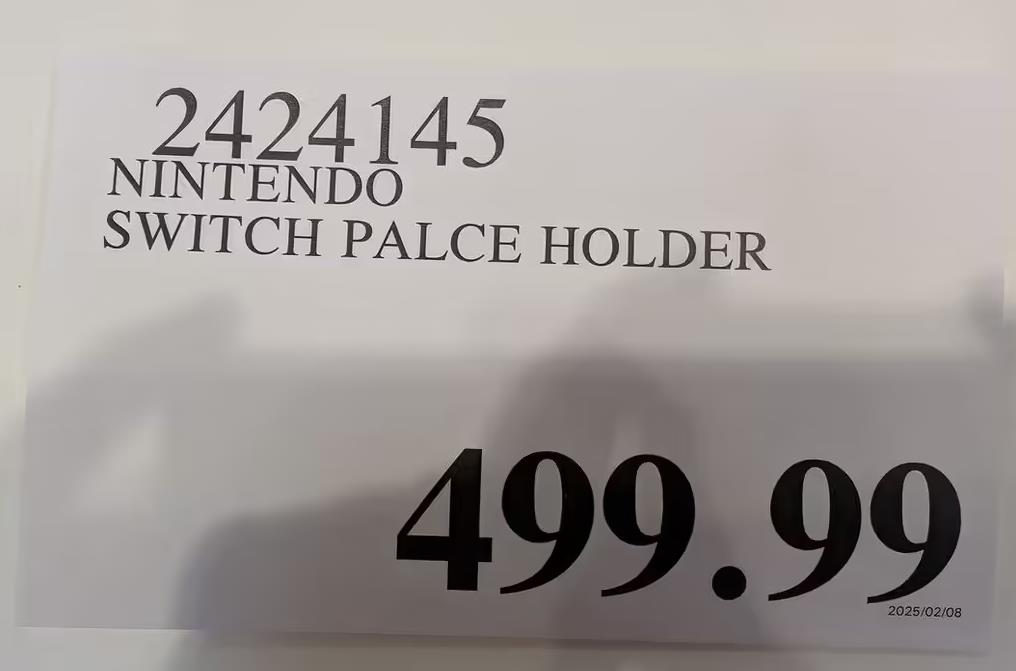 2424145
NINTENDO
SWITCH PALCE HOLDER
499.99
2025/02/08